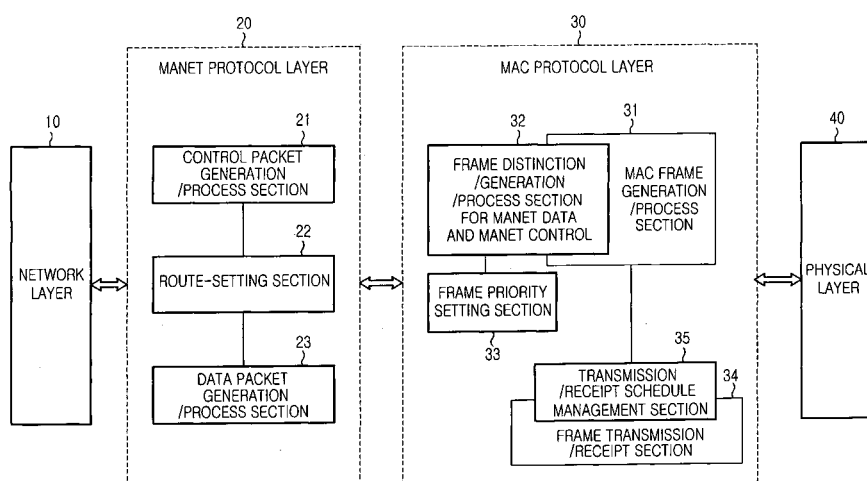 20
30
MANET PROTOCOL LAYER
MAC PROTOCOL LAYER
10
NETWORK
LAYER
21
CONTROL PACKET
GENERATION
/PROCESS SECTION
22
ROUTE-SETTING SECTION
23
DATA PACKET
GENERATION
/PROCESS SECTION
32
FRAME DISTINCTION
/GENERATION
/PROCESS SECTION
FOR MANET DATA
AND MANET CONTROL
31
MAC FRAME
GENERATION
/PROCESS
SECTION
FRAME PRIORITY
SETTING SECTION
33
35
TRANSMISSION
/RECEIPT SCHEDULE
MANAGEMENT SECTION
34
FRAME TRANSMISSION
/RECEIPT SECTION
40
PHYSICAL
LAYER